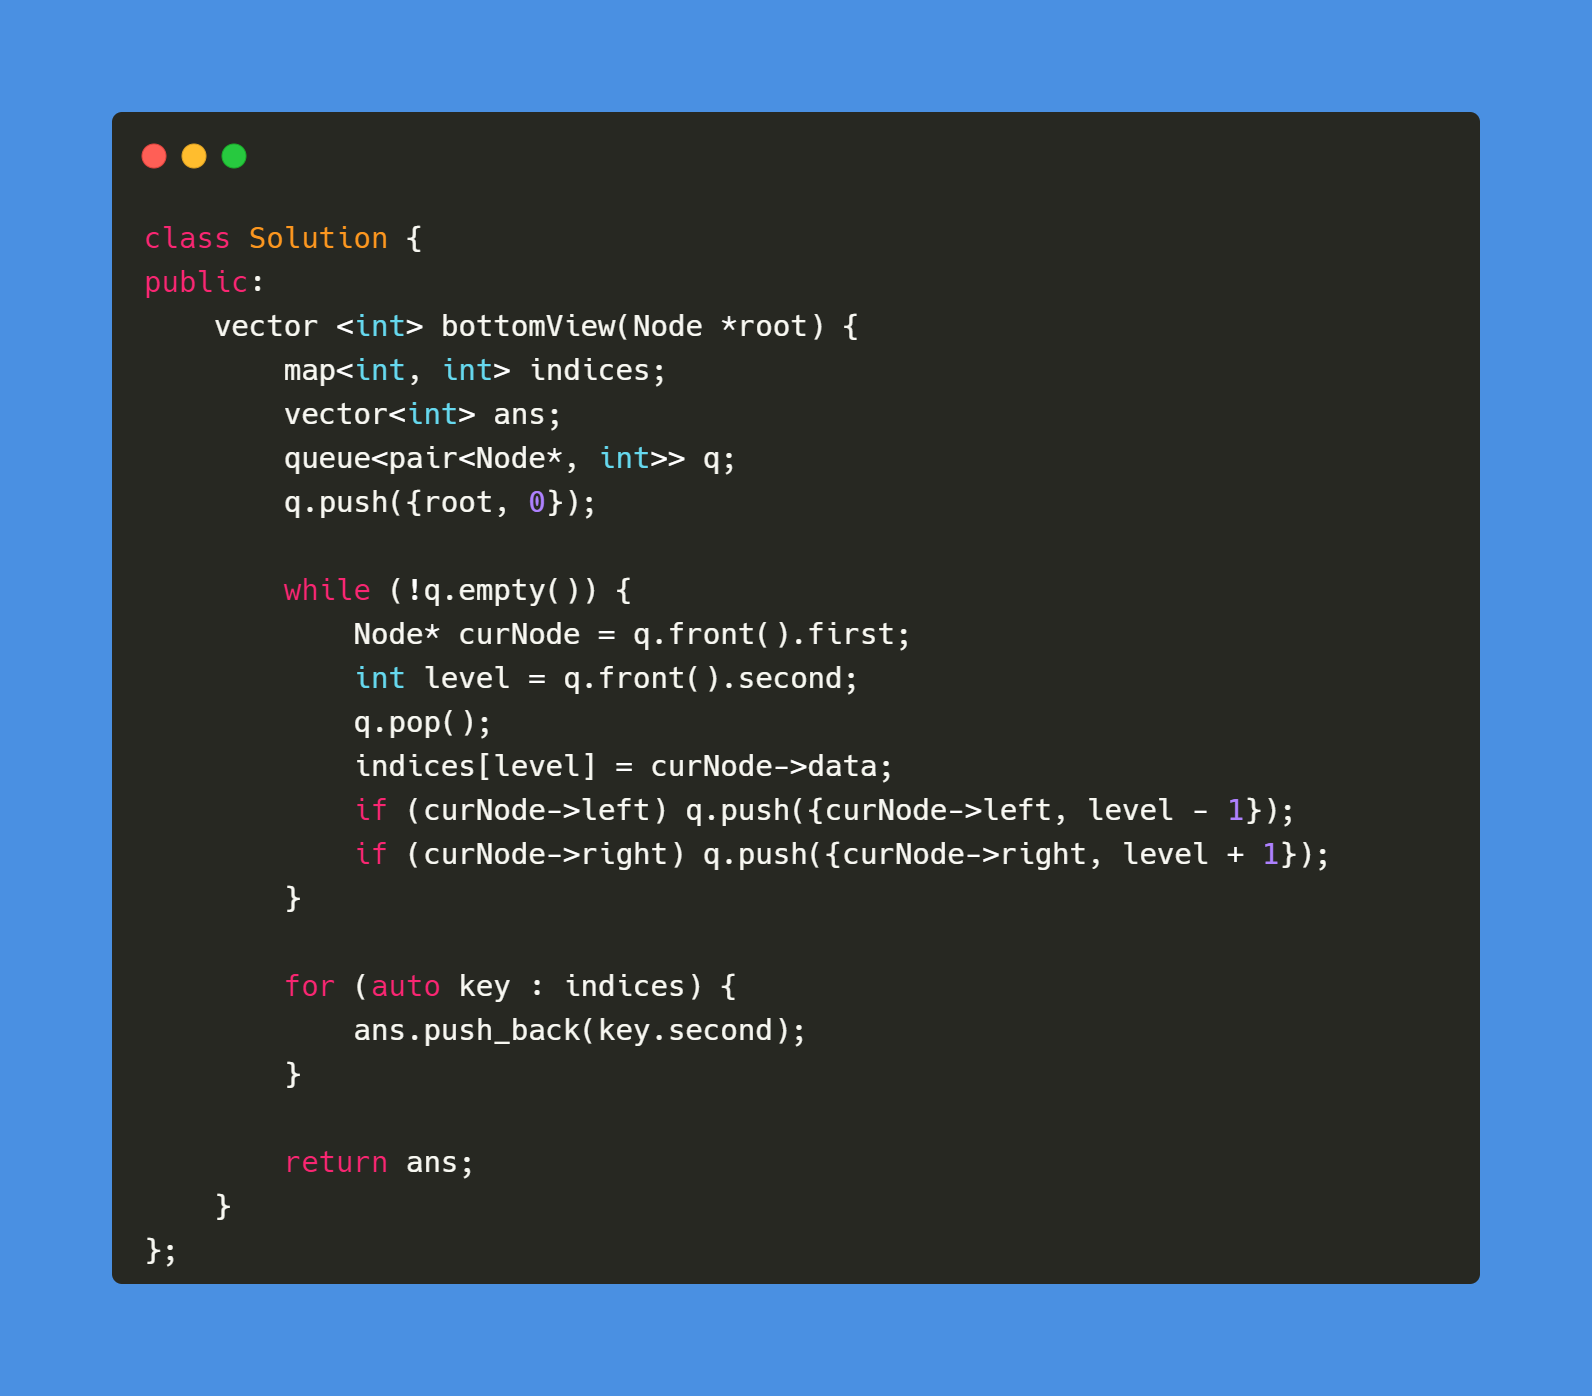 class Solution {
public:
    vector <int> bottomView(Node *root) {
        map<int, int> indices;
        vector<int> ans;
        queue<pair<Node*, int>> q;
        q.push({root, 0});

        while (!q.empty()) {
            Node* curNode = q.front().first;
            int level = q.front().second;
            q.pop();
            indices[level] = curNode->data;
            if (curNode->left) q.push({curNode->left, level - 1});
            if (curNode->right) q.push({curNode->right, level + 1});
        }

        for (auto key : indices) {
            ans.push_back(key.second);
        }

        return ans;
    }
};